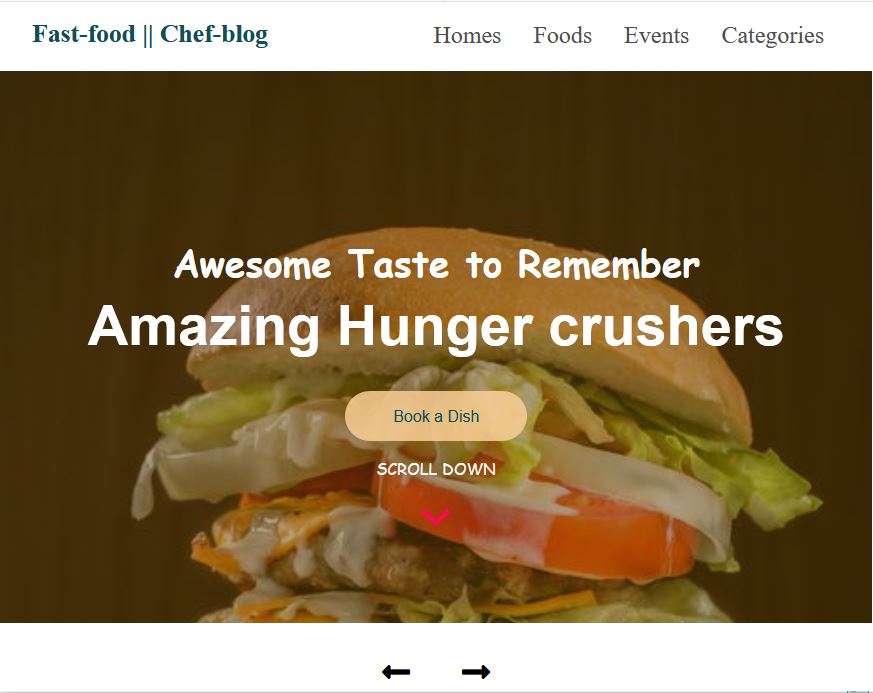 Fast-food || Chef-blog
Homes Foods Events Categories
Awesome Taste to Remember
Amazing Hunger crushers
Book a Dish
SCROLL DOWN